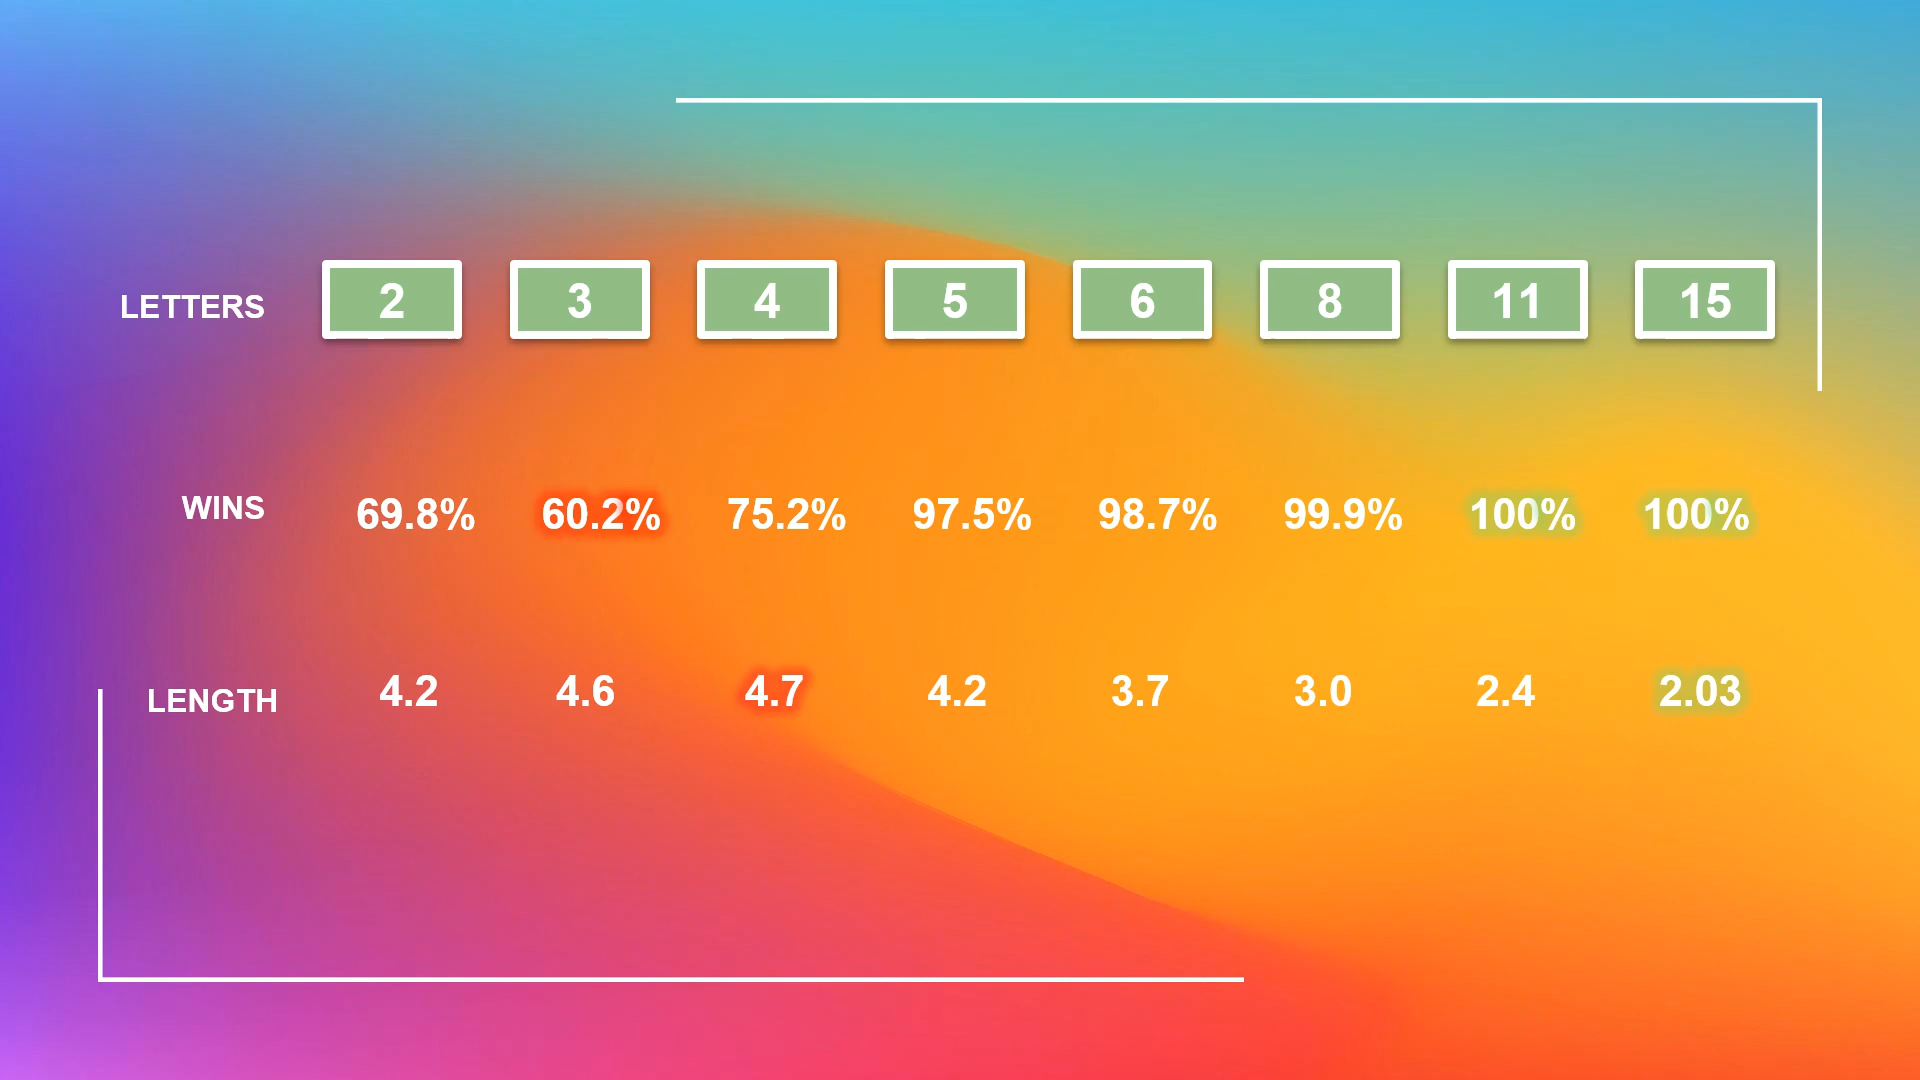 LETTERS 2 3 4 5 6 8 11 15
WINS 69.8% 60.2% 75.2% 97.5% 98.7% 99.9% 100% 100%
LENGTH 4.2 4.6 4.7 4.2 3.7 3.0 2.4 2.03